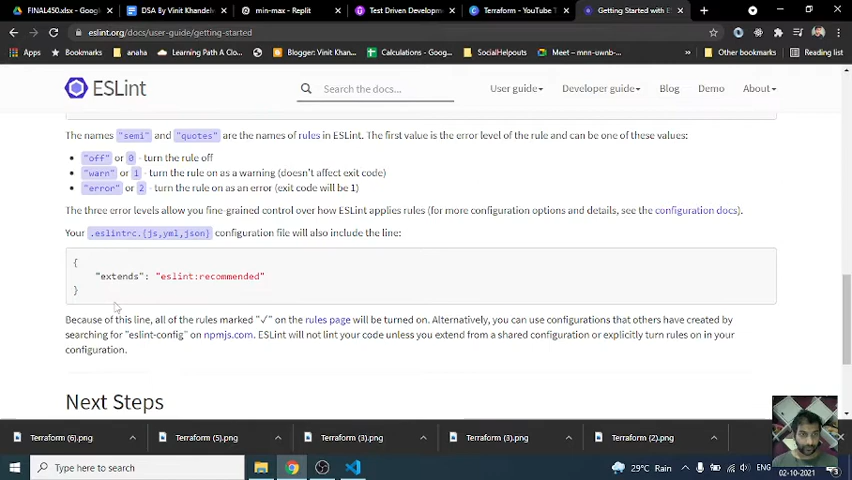 FINAL450.xlsx - Goog
DSA By Vinit Khandel
min-max - Replit
Test Driven Developm
Terraform - YouTube
Getting Started with E
eslint.org/docs/user-guide/getting-started
YouTube
Maps
Gmail
anaha
Learning Path A Clo...
Blogger: Vinit Khan...
Calculations - Goog...
SocialHelpouts
Meet – mnn-uwnb-...
Other bookmarks
Reading list
ESLint
Search the docs...
User guide
Developer guide
Blog
Demo
About
The names "semi" and "quotes" are the names of rules in ESLint. The first value is the error level of the rule and can be one of these values:
"off" or 0 - turn the rule off
"warn" or 1 - turn the rule on as a warning (doesn't affect exit code)
"error" or 2 - turn the rule on as an error (exit code will be 1)
The three error levels allow you fine-grained control over how ESLint applies rules (for more configuration options and details, see the configuration docs).
Your .eslintrc.{js,yml,json} configuration file will also include the line:
{
"extends": "eslint:recommended"
}
Because of this line, all of the rules marked "✓" on the rules page will be turned on. Alternatively, you can use configurations that others have created by
searching for "eslint-config" on npmjs.com. ESLint will not lint your code unless you extend from a shared configuration or explicitly turn rules on in your
configuration.
Next Steps
Terraform (6).png
Terraform (5).png
Terraform (3).png
Terraform (3).png
Terraform (2).png
Type here to search
29°C Rain
ENG
02-10-2021